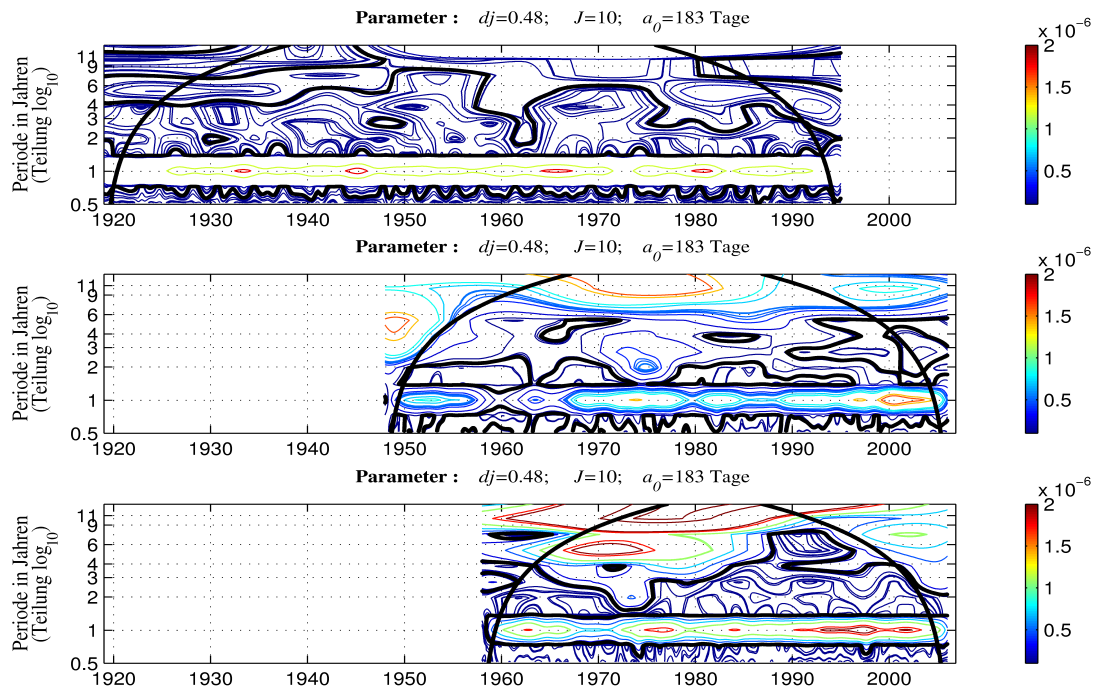 Parameter : dj=0.48; J=10; a0=183 Tage
x 10−6
2
1.5
1
0.5
Periode in Jahren
(Teilung log10)
11
9
6
4
3
2
1
0.5
1920 1930 1940 1950 1960 1970 1980 1990 2000
Parameter : dj=0.48; J=10; a0=183 Tage
x 10−6
2
1.5
1
0.5
Periode in Jahren
(Teilung log10)
11
9
6
4
3
2
1
0.5
1920 1930 1940 1950 1960 1970 1980 1990 2000
Parameter : dj=0.48; J=10; a0=183 Tage
x 10−6
2
1.5
1
0.5
Periode in Jahren
(Teilung log10)
11
9
6
4
3
2
1
0.5
1920 1930 1940 1950 1960 1970 1980 1990 2000